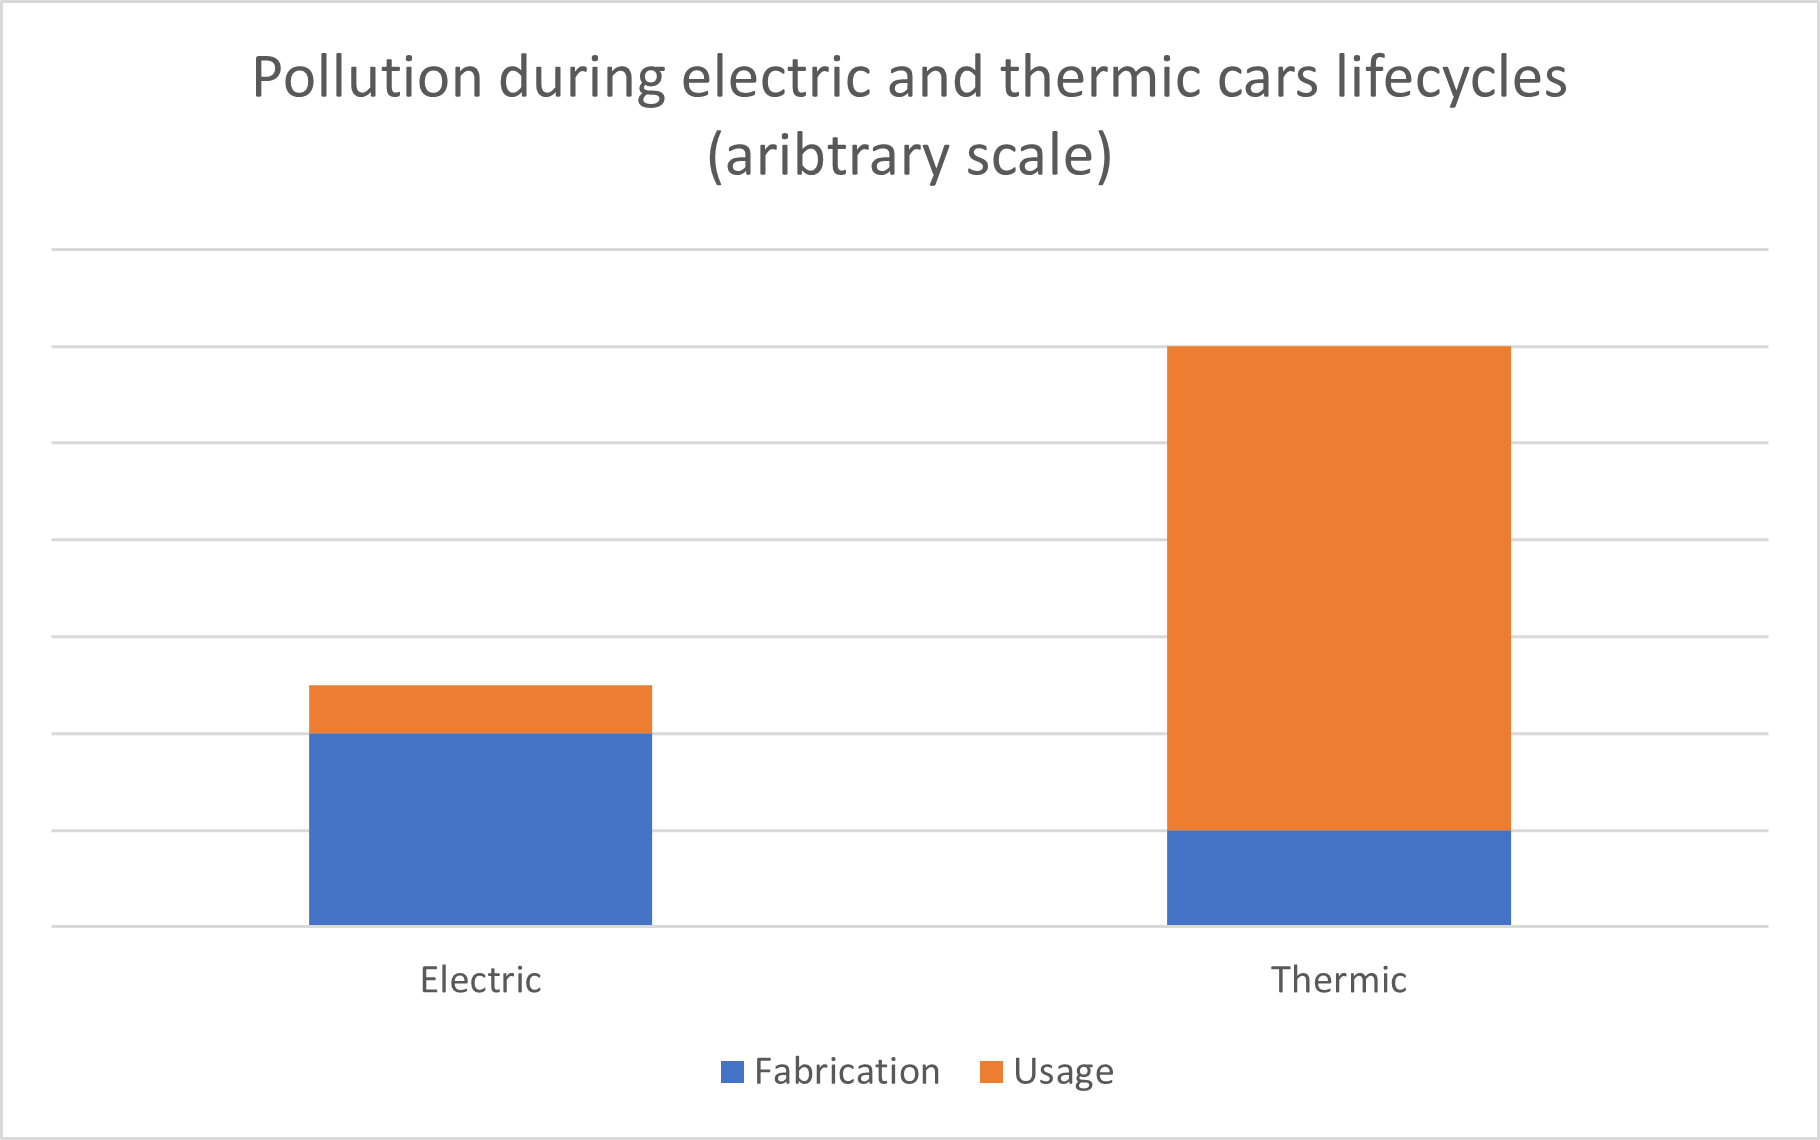 Pollution during electric and thermic cars lifecycles
(aribtrary scale)
Electric
Thermic
Fabrication
Usage